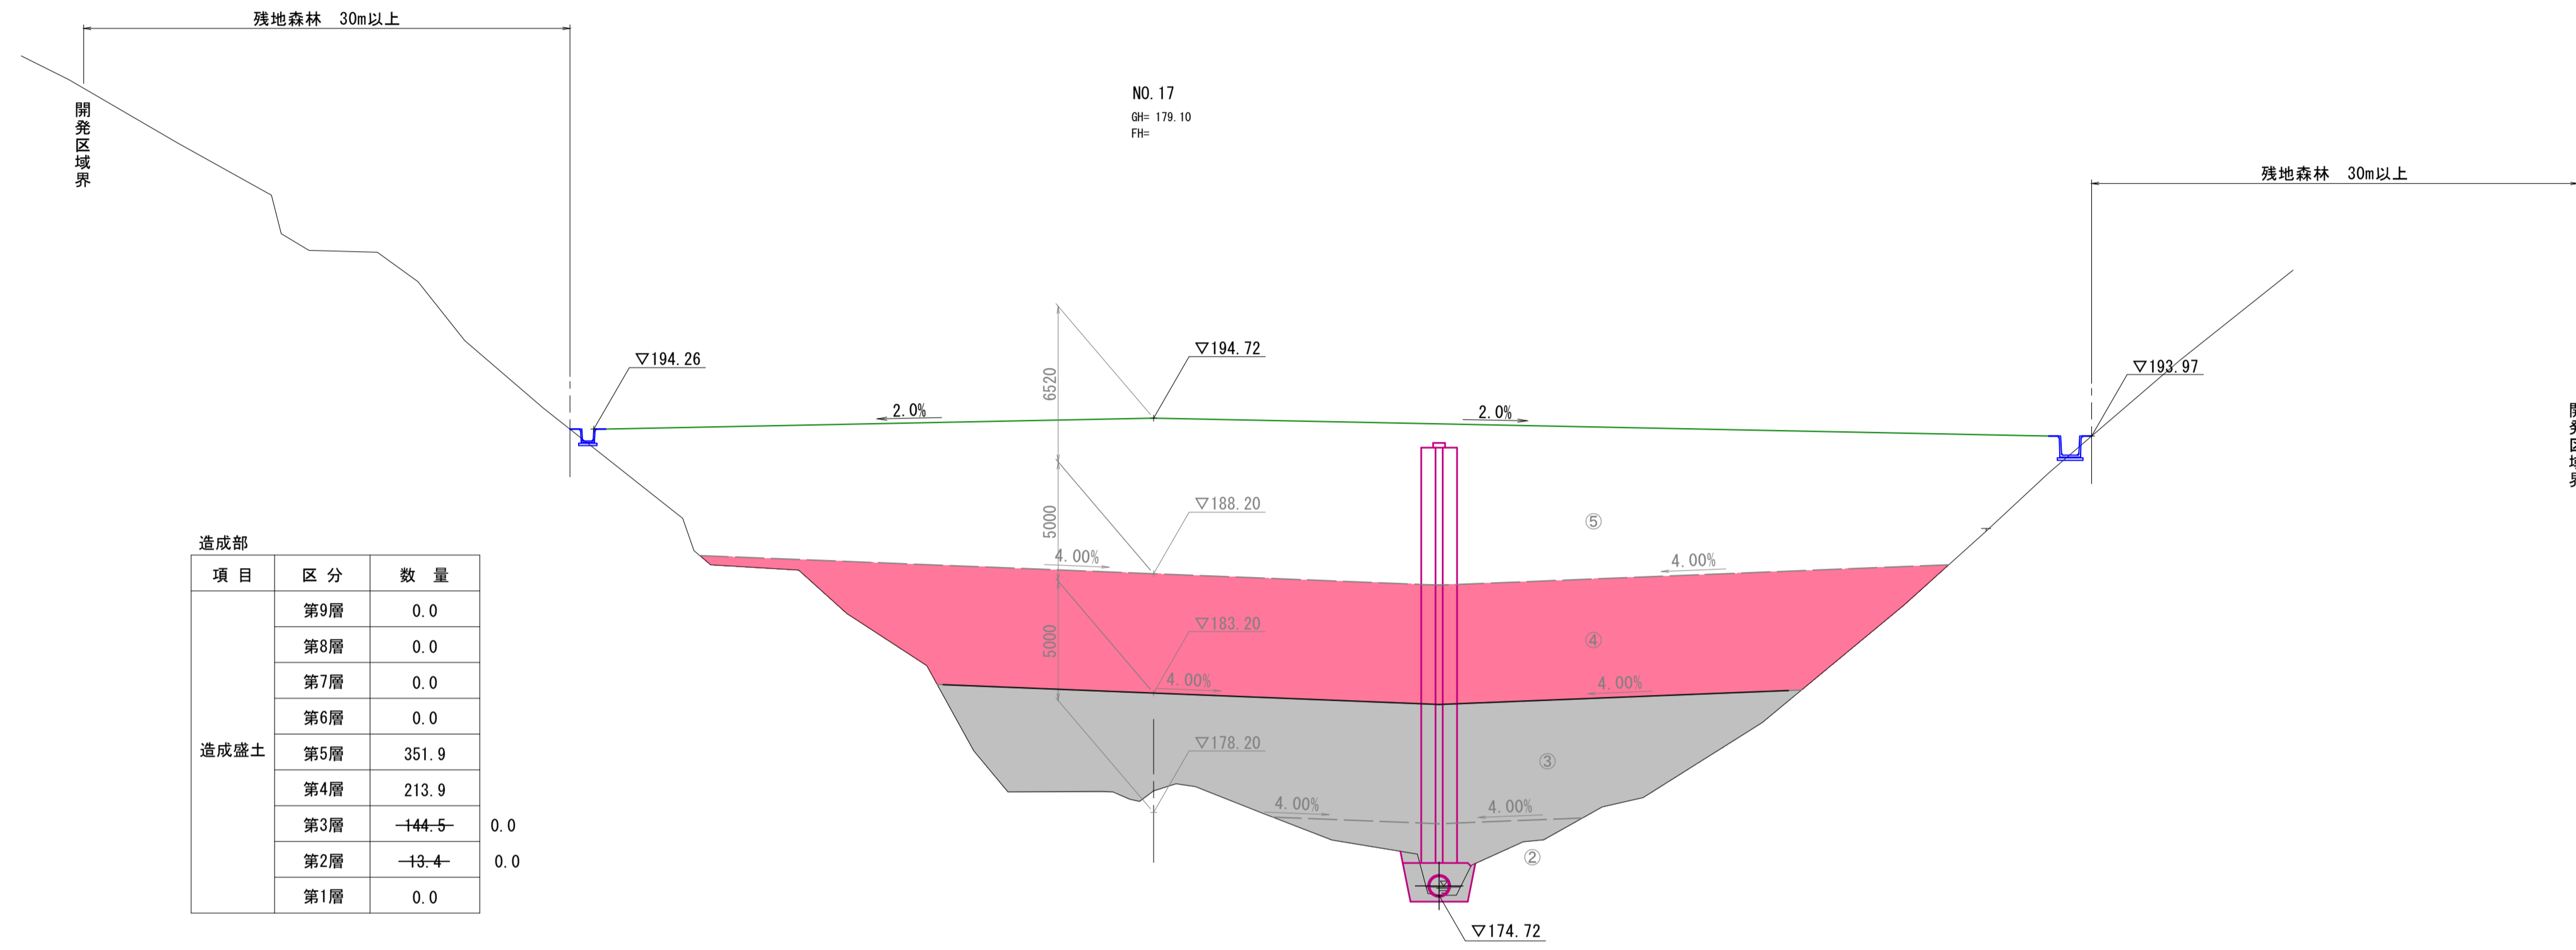 残地森林 30m以上
開発区域界
NO.17
GH= 179.10
FH=
残地森林 30m以上
開発区域界
▽194.26
▽194.72
▽193.97
2.0%
2.0%
6520
5000
5000
▽188.20
▽183.20
▽178.20
▽174.72
4.00%
4.00%
4.00%
4.00%
4.00%
4.00%
⑤
④
③
②
造成部
項目 区分 数量
造成盛土
第9層 0.0
第8層 0.0
第7層 0.0
第6層 0.0
第5層 351.9
第4層 213.9
第3層 144.5 0.0
第2層 13.4 0.0
第1層 0.0